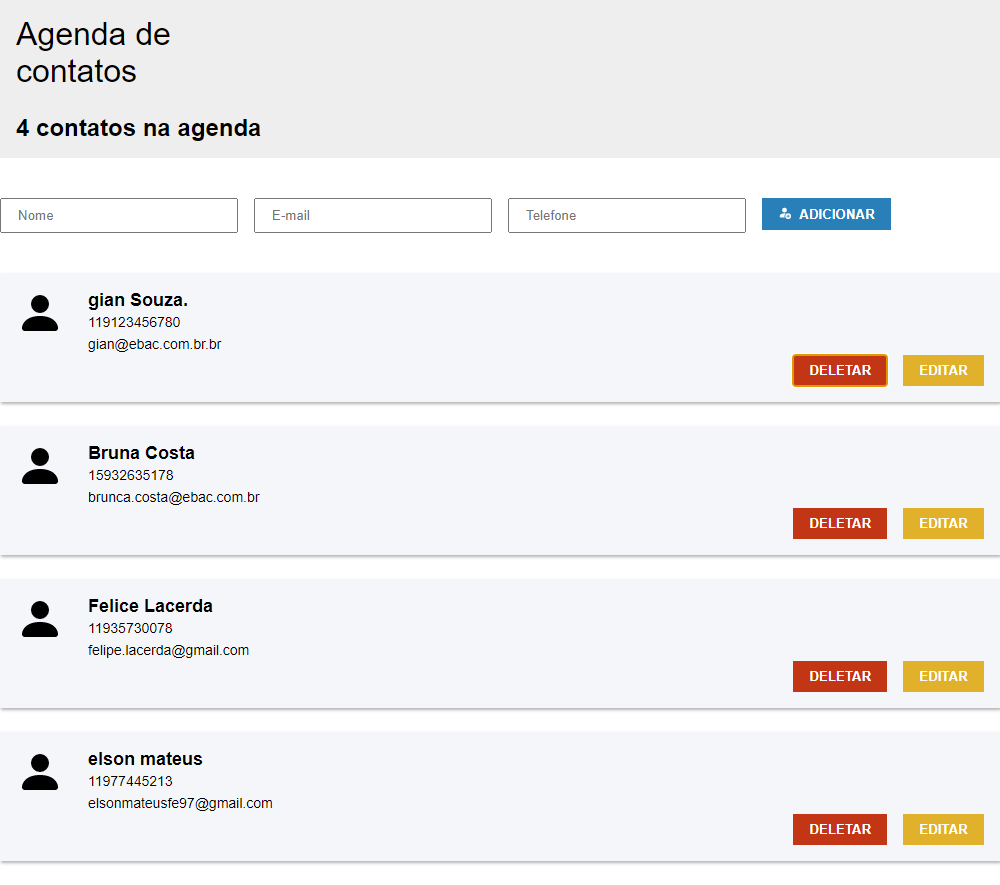 Agenda de
contatos
4 contatos na agenda
Nome E-mail Telefone ADICIONAR
gian Souza.
119123456780
gian@ebac.com.br.br
DELETAR EDITAR
Bruna Costa
15932635178
brunca.costa@ebac.com.br
DELETAR EDITAR
Felice Lacerda
11935730078
felipe.lacerda@gmail.com
DELETAR EDITAR
elson mateus
11977445213
elsonmateusfe97@gmail.com
DELETAR EDITAR